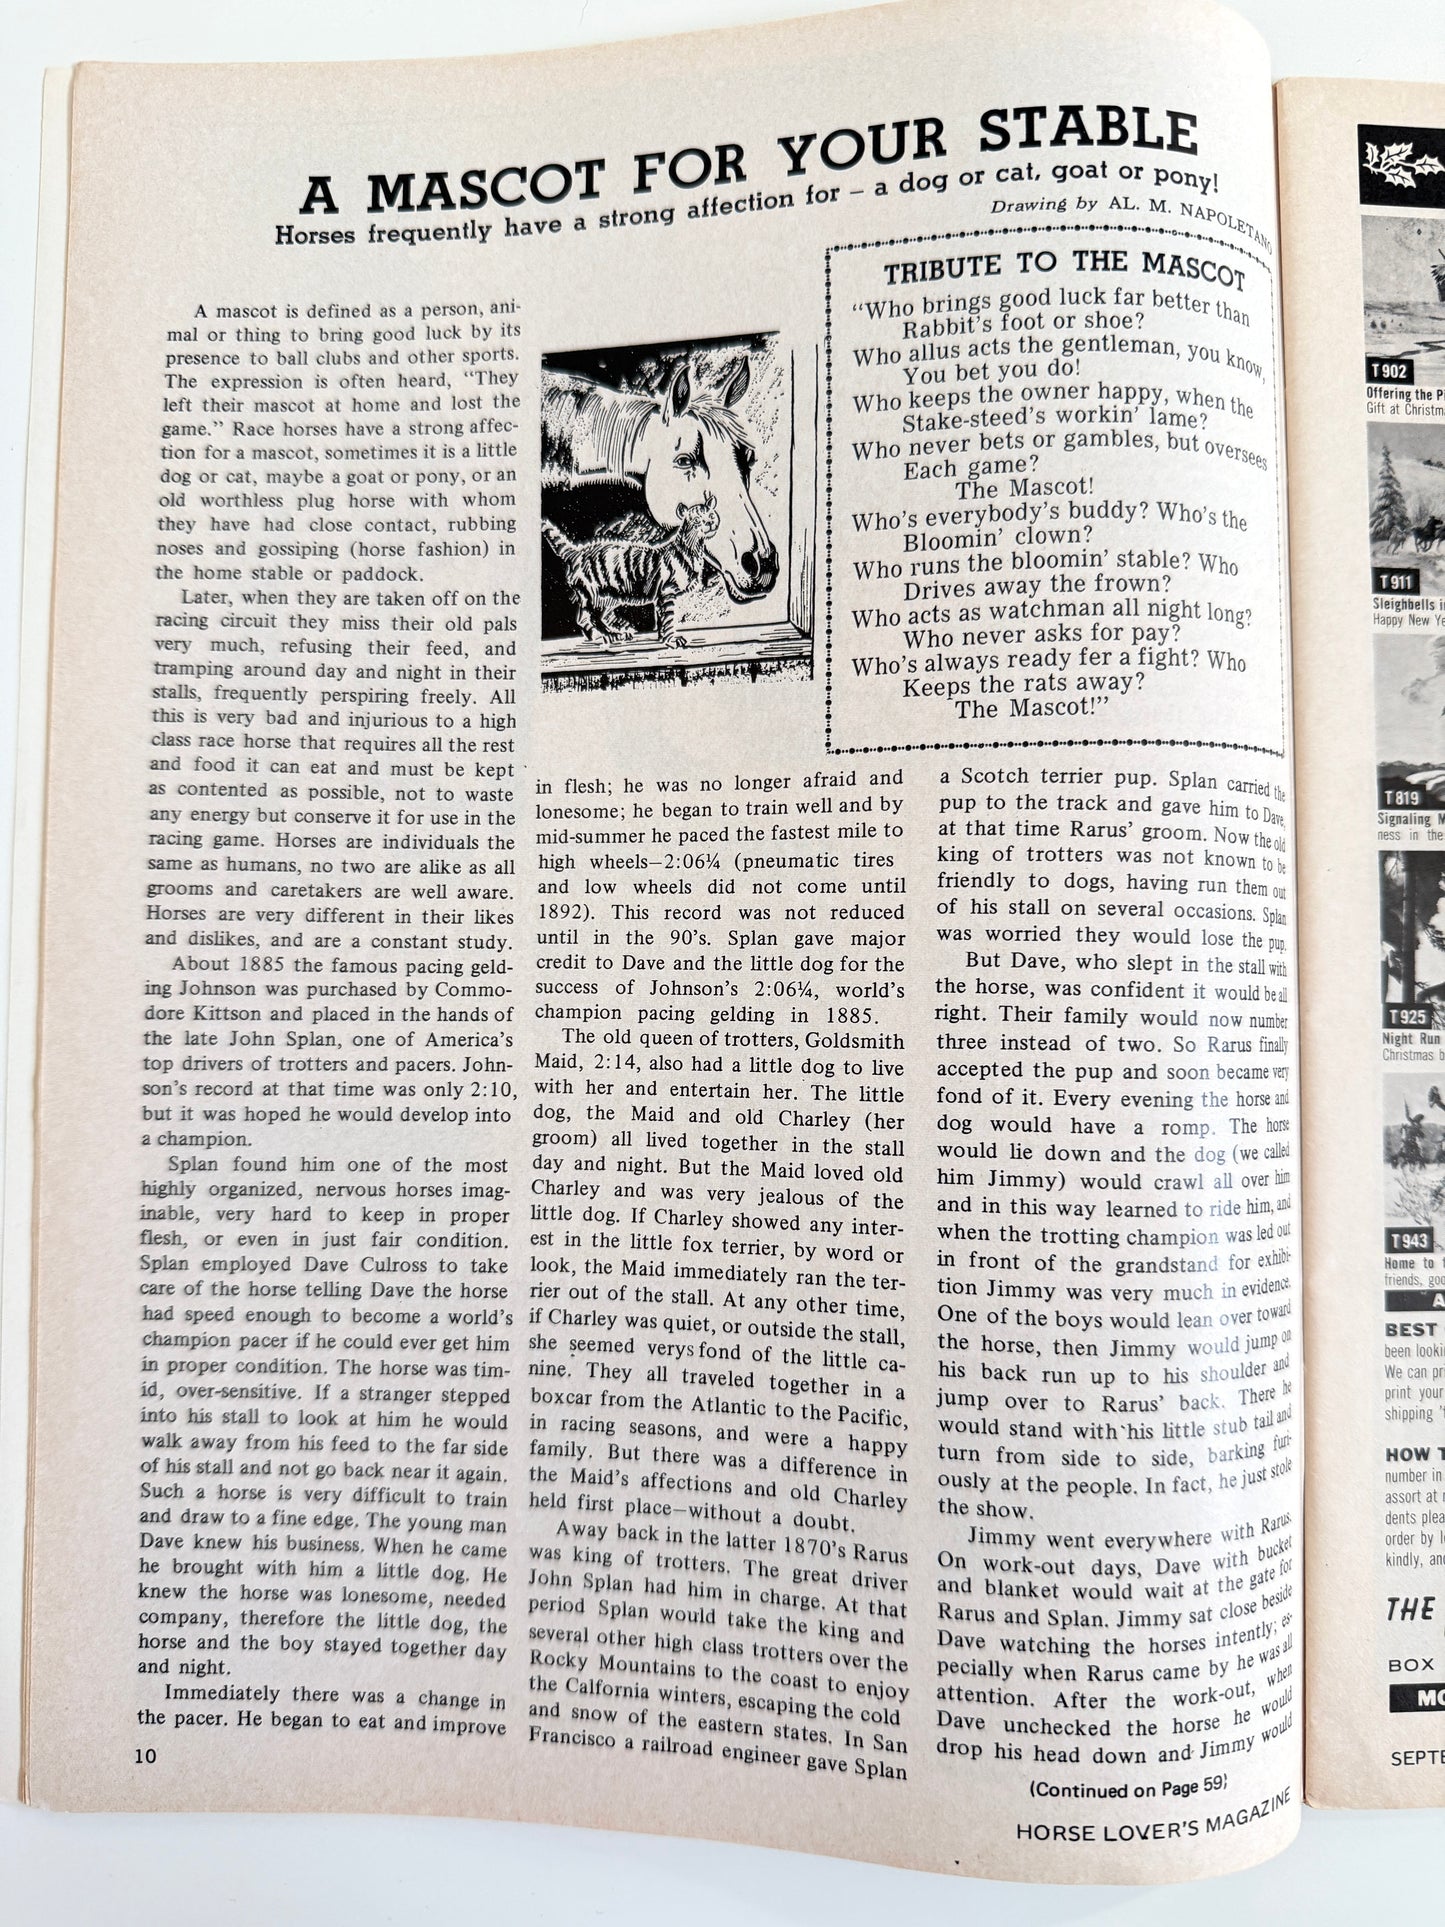 A MASCOT FOR YOUR STABLE
Horses frequently have a strong affection for – a dog or cat, goat or pony!
Drawing by AL. M. NAPOLETANO
A mascot is defined as a person, ani-
mal or thing to bring good luck by its
presence to ball clubs and other sports.
The expression is often heard, “They
left their mascot at home and lost the
game.” Race horses have a strong affec-
tion for a mascot, sometimes it is a little
dog or cat, maybe a goat or pony, or an
old worthless plug horse with whom
they have had close contact, rubbing
noses and gossiping (horse fashion) in
the home stable or paddock.
Later, when they are taken off on the
racing circuit they miss their old pals
very much, refusing their feed, and
tramping around day and night in their
stalls, frequently perspiring freely. All
this is very bad and injurious to a high
class race horse that requires all the rest
and food it can eat and must be kept
as contented as possible, not to waste
any energy but conserve it for use in the
racing game. Horses are individuals the
same as humans, no two are alike as all
grooms and caretakers are well aware.
Horses are very different in their likes
and dislikes, and are a constant study.
About 1885 the famous pacing geld-
ing Johnson was purchased by Commo-
dore Kittson and placed in the hands of
the late John Splan, one of America’s
top drivers of trotters and pacers. John-
son’s record at that time was only 2:10,
but it was hoped he would develop into
a champion.
Splan found him one of the most
highly organized, nervous horses imag-
inable, very hard to keep in proper
flesh, or even in just fair condition.
Splan employed Dave Culross to take
care of the horse telling Dave the horse
had speed enough to become a world’s
champion pacer if he could ever get him
in proper condition. The horse was tim-
id, over-sensitive. If a stranger stepped
into his stall to look at him he would
walk away from his feed to the far side
of his stall and not go back near it again.
Such a horse is very difficult to train
and draw to a fine edge. The young man
Dave knew his business. When he came
he brought with him a little dog. He
knew the horse was lonesome, needed
company, therefore the little dog, the
horse and the boy stayed together day
and night.
Immediately there was a change in
the pacer. He began to eat and improve
TRIBUTE TO THE MASCOT
“Who brings good luck far better than
Rabbit’s foot or shoe?
Who allus acts the gentleman, you know,
You bet you do!
Who keeps the owner happy, when the
Stake-steed’s workin’ lame?
Who never bets or gambles, but oversees
Each game?
The Mascot!
Who’s everybody’s buddy? Who’s the
Bloomin’ clown?
Who runs the bloomin’ stable? Who
Drives away the frown?
Who acts as watchman all night long?
Who never asks for pay?
Who’s always ready fer a fight? Who
Keeps the rats away?
The Mascot!”
in flesh; he was no longer afraid and
lonesome; he began to train well and by
mid-summer he paced the fastest mile to
high wheels—2:06¼ (pneumatic tires
and low wheels did not come until
1892). This record was not reduced
until in the 90’s. Splan gave major
credit to Dave and the little dog for the
success of Johnson’s 2:06¼, world’s
champion pacing gelding in 1885.
The old queen of trotters, Goldsmith
Maid, 2:14, also had a little dog to live
with her and entertain her. The little
dog, the Maid and old Charley (her
groom) all lived together in the stall
day and night. But the Maid loved old
Charley and was very jealous of the
little dog. If Charley showed any inter-
est in the little fox terrier, by word or
look, the Maid immediately ran the ter-
rier out of the stall. At any other time,
if Charley was quiet, or outside the stall,
she seemed verys fond of the little ca-
nine. They all traveled together in a
boxcar from the Atlantic to the Pacific,
in racing seasons, and were a happy
family. But there was a difference in
the Maid’s affections and old Charley
held first place—without a doubt.
Away back in the latter 1870’s Rarus
was king of trotters. The great driver
John Splan had him in charge. At that
period Splan would take the king and
several other high class trotters over the
Rocky Mountains to the coast to enjoy
the Calfornia winters, escaping the cold
and snow of the eastern states. In San
Francisco a railroad engineer gave Splan
a Scotch terrier pup. Splan carried the
pup to the track and gave him to Dave,
at that time Rarus’ groom. Now the old
king of trotters was not known to be
friendly to dogs, having run them out
of his stall on several occasions. Splan
was worried they would lose the pup.
But Dave, who slept in the stall with
the horse, was confident it would be all
right. Their family would now number
three instead of two. So Rarus finally
accepted the pup and soon became very
fond of it. Every evening the horse and
dog would have a romp. The horse
would lie down and the dog (we called
him Jimmy) would crawl all over him
and in this way learned to ride him, and
when the trotting champion was led out
in front of the grandstand for exhibi-
tion Jimmy was very much in evidence.
One of the boys would lean over toward
the horse, then Jimmy would jump on
his back run up to his shoulder and
jump over to Rarus’ back. There he
would stand with his little stub tail and
turn from side to side, barking furi-
ously at the people. In fact, he just stole
the show.
Jimmy went everywhere with Rarus.
On work-out days, Dave with bucket
and blanket would wait at the gate for
Rarus and Splan. Jimmy sat close beside
Dave watching the horses intently; es-
pecially when Rarus came by he was all
attention. After the work-out, when
Dave unchecked the horse he would
drop his head down and Jimmy would
(Continued on Page 59)
10
HORSE LOVER’S MAGAZINE
T902
Offering the
Gift at
T911
Sleighbells
Happy New
T819
Signaling
ness in the
T925
Night Run
Christmas
T943
Home to
friends,
BEST
been
We can
print your
shipping
HOW
number in
assort at
dents
order by
kindly,
THE
BOX